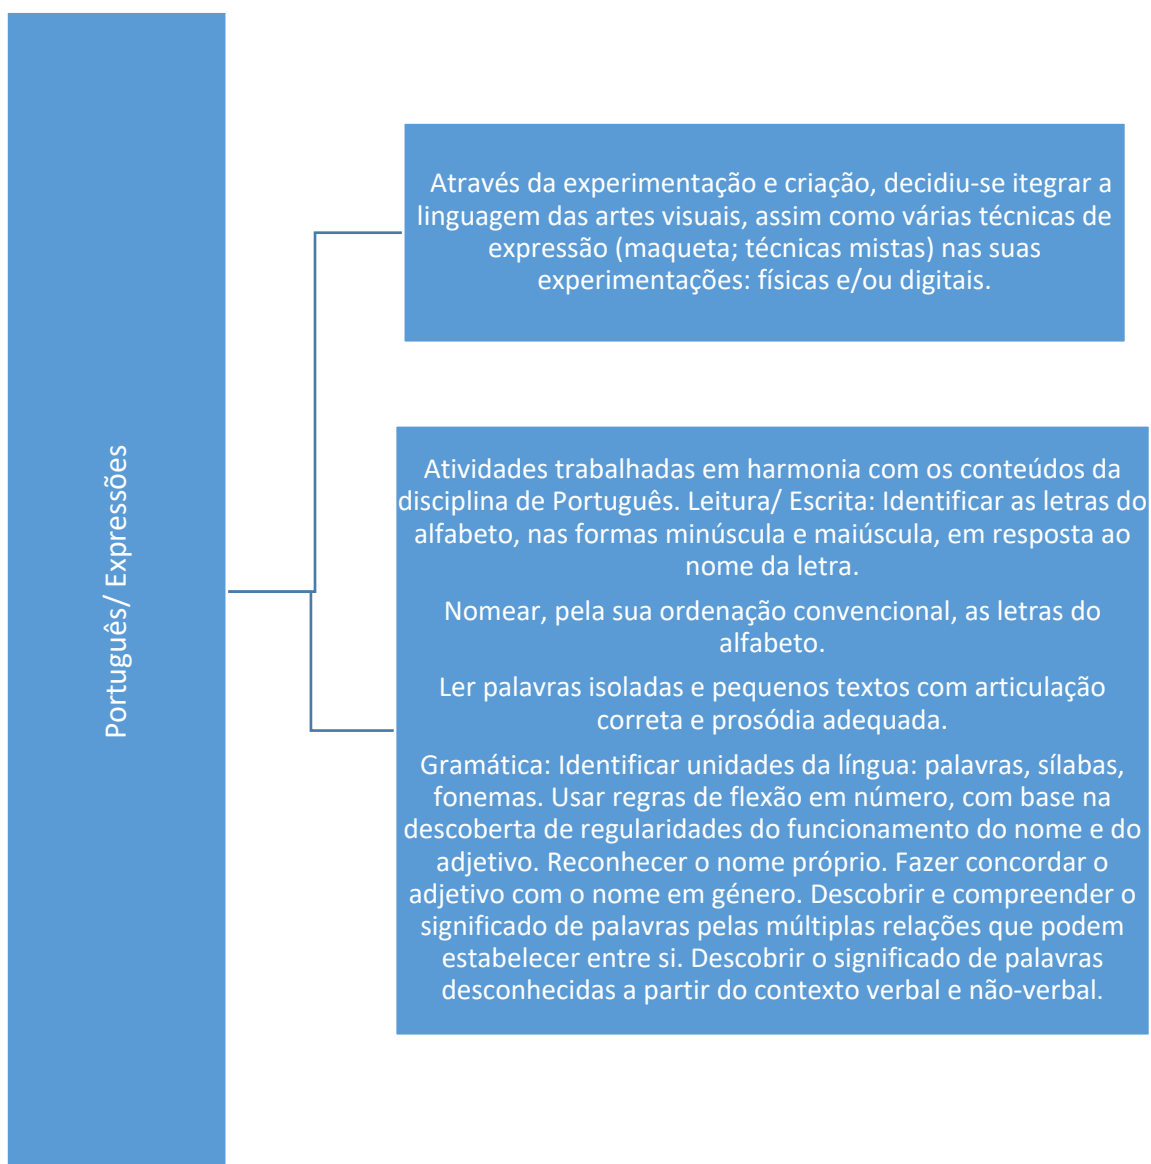 Português/ Expressões
Através da experimentação e criação, decidiu-se itegrar a
linguagem das artes visuais, assim como várias técnicas de
expressão (maqueta; técnicas mistas) nas suas
experimentações: físicas e/ou digitais.
Atividades trabalhadas em harmonia com os conteúdos da
disciplina de Português. Leitura/ Escrita: Identificar as letras do
alfabeto, nas formas minúscula e maiúscula, em resposta ao
nome da letra.
Nomear, pela sua ordenação convencional, as letras do
alfabeto.
Ler palavras isoladas e pequenos textos com articulação
correta e prosódia adequada.
Gramática: Identificar unidades da língua: palavras, sílabas,
fonemas. Usar regras de flexão em número, com base na
descoberta de regularidades do funcionamento do nome e do
adjetivo. Reconhecer o nome próprio. Fazer concordar o
adjetivo com o nome em género. Descobrir e compreender o
significado de palavras pelas múltiplas relações que podem
estabelecer entre si. Descobrir o significado de palavras
desconhecidas a partir do contexto verbal e não-verbal.